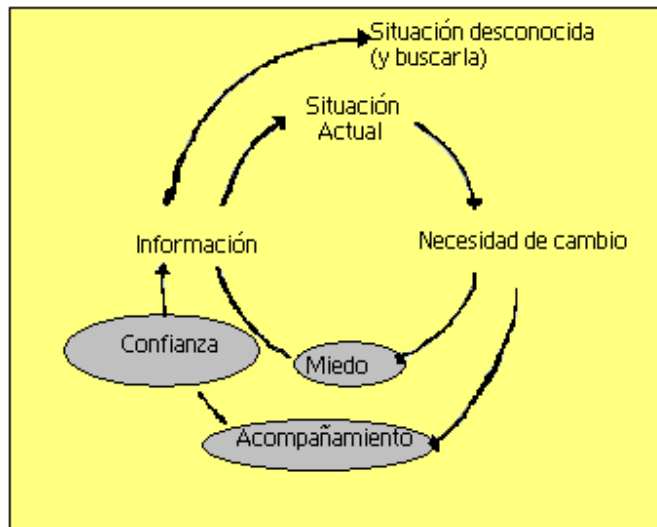 Situación desconocida
(y buscarla)
Situación
Actual
Información
Necesidad de cambio
Confianza
Miedo
Acompañamiento